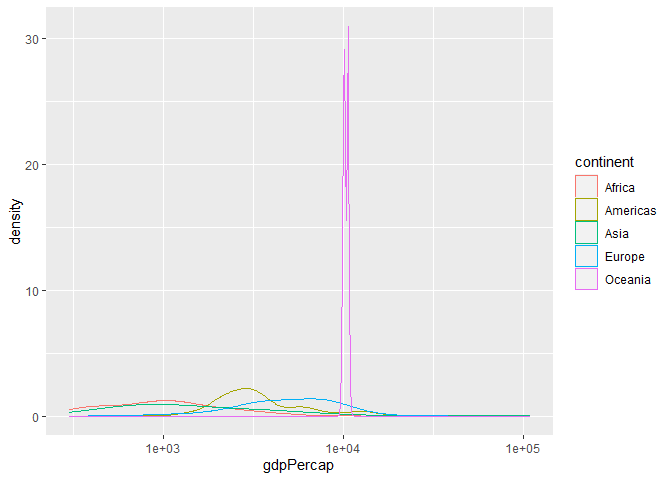 30
20
10
0
density
1e+03
1e+04
1e+05
gdpPercap
continent
Africa
Americas
Asia
Europe
Oceania